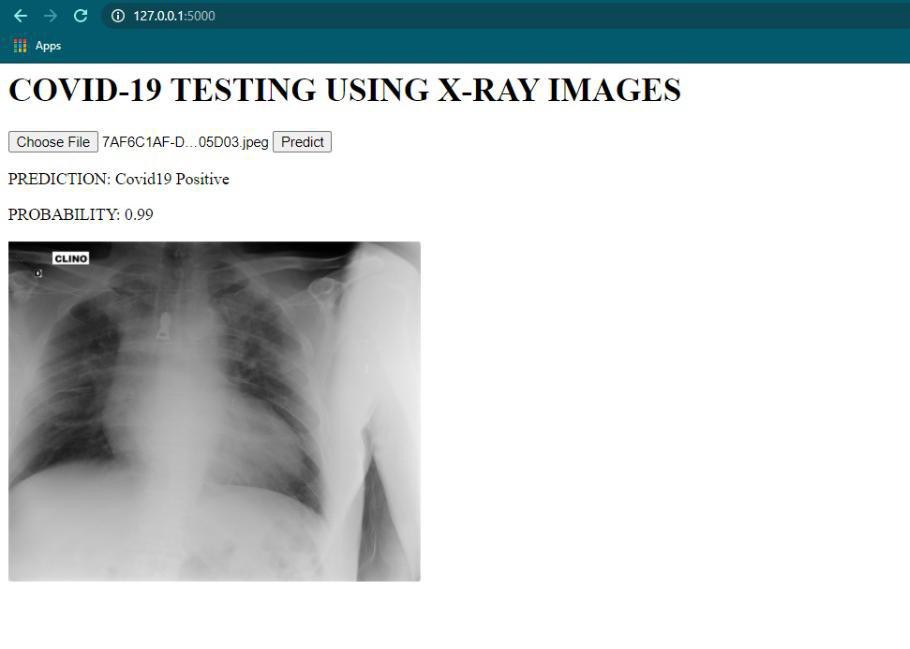 127.0.0.1:5000
Apps
COVID-19 TESTING USING X-RAY IMAGES
Choose File 7AF6C1AF-D...05D03.jpeg Predict
PREDICTION: Covid19 Positive
PROBABILITY: 0.99
CLINO